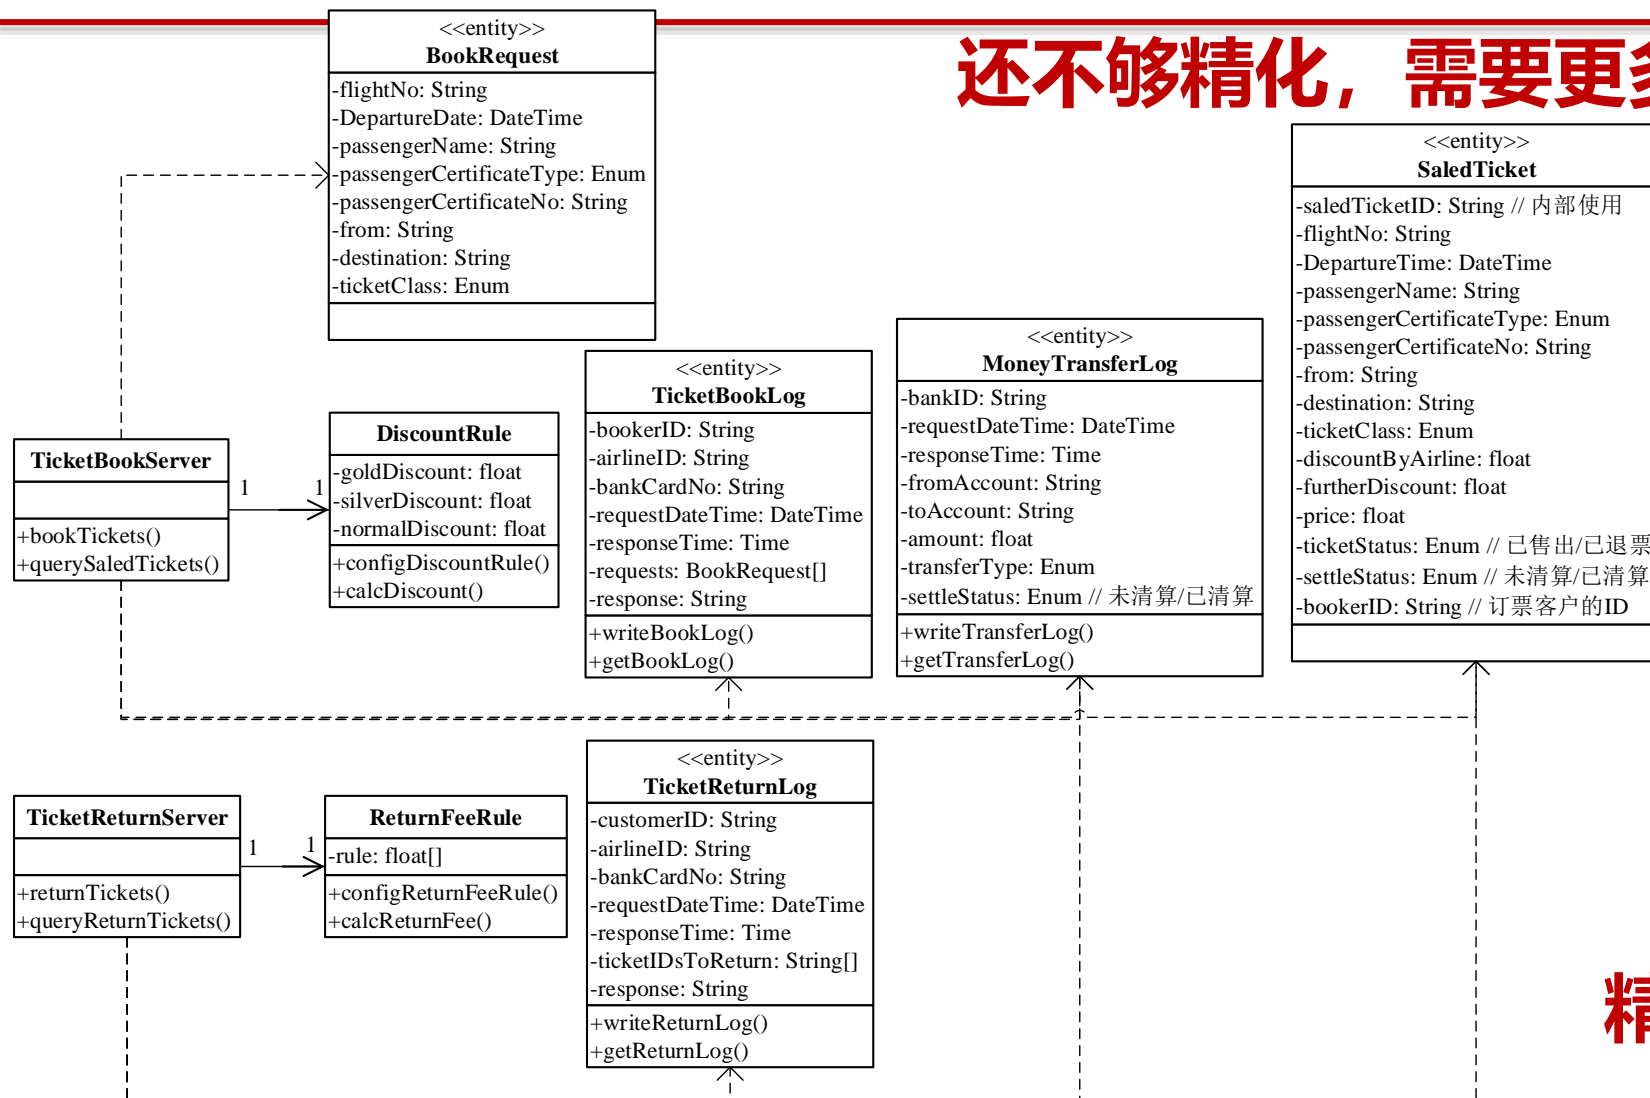 还不够精化，需要更多
<<entity>>
BookRequest
-flightNo: String
-DepartureDate: DateTime
-passengerName: String
-passengerCertificateType: Enum
-passengerCertificateNo: String
-from: String
-destination: String
-ticketClass: Enum
<<entity>>
SaledTicket
-saledTicketID: String // 内部使用
-flightNo: String
-DepartureTime: DateTime
-passengerName: String
-passengerCertificateType: Enum
-passengerCertificateNo: String
-from: String
-destination: String
-ticketClass: Enum
-discountByAirline: float
-furtherDiscount: float
-price: float
-ticketStatus: Enum // 已售出/已退票
-settleStatus: Enum // 未清算/已清算
-bookerID: String // 订票客户的ID
<<entity>>
MoneyTransferLog
-bankID: String
-requestDateTime: DateTime
-responseTime: Time
-fromAccount: String
-toAccount: String
-amount: float
-transferType: Enum
-settleStatus: Enum // 未清算/已清算
+writeTransferLog()
+getTransferLog()
<<entity>>
TicketBookLog
-bookerID: String
-airlineID: String
-bankCardNo: String
-requestDateTime: DateTime
-responseTime: Time
-requests: BookRequest[]
-response: String
+writeBookLog()
+getBookLog()
DiscountRule
-goldDiscount: float
-silverDiscount: float
-normalDiscount: float
+configDiscountRule()
+calcDiscount()
TicketBookServer
+bookTickets()
+querySaledTickets()
1
1
<<entity>>
TicketReturnLog
-customerID: String
-airlineID: String
-bankCardNo: String
-requestDateTime: DateTime
-responseTime: Time
-ticketIDsToReturn: String[]
-response: String
+writeReturnLog()
+getReturnLog()
TicketReturnServer
+returnTickets()
+queryReturnTickets()
1
1
ReturnFeeRule
-rule: float[]
+configReturnFeeRule()
+calcReturnFee()
精